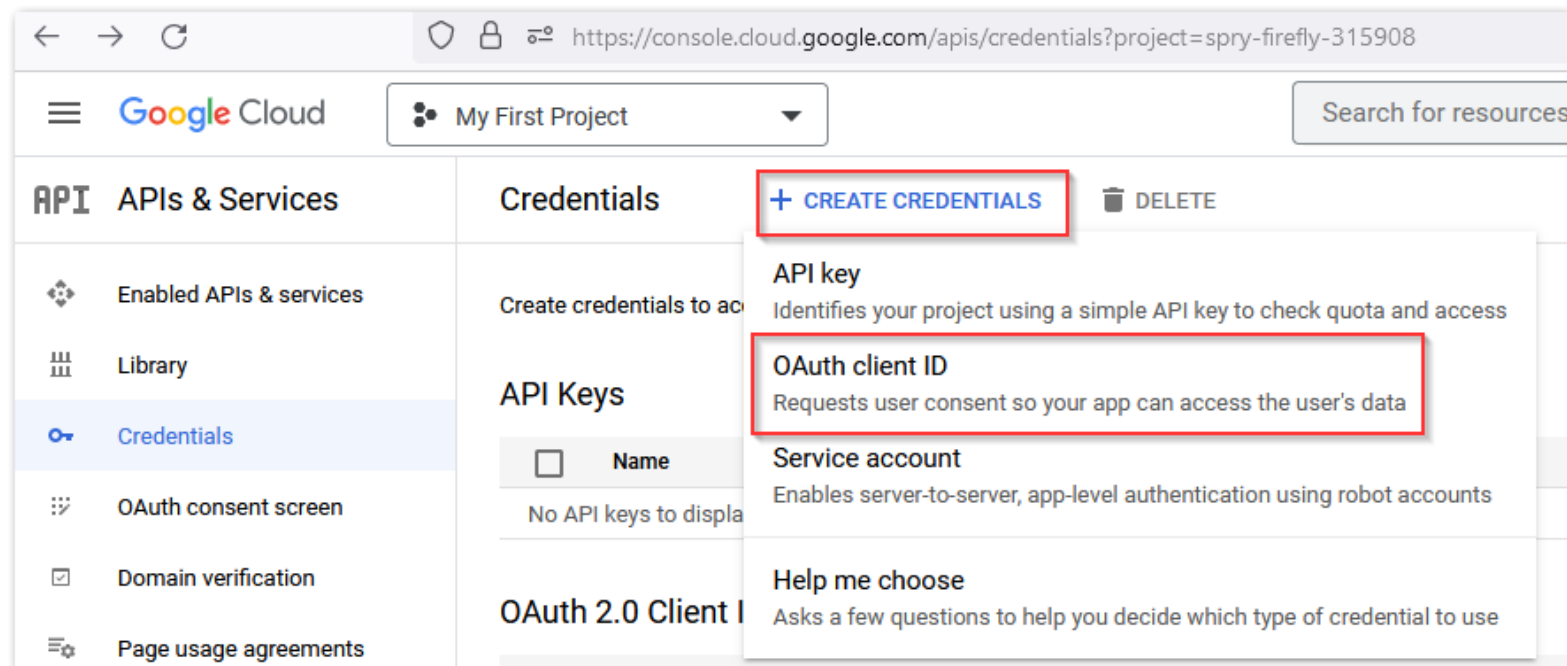 https://console.cloud.google.com/apis/credentials?project=spry-firefly-315908
Google Cloud
My First Project
Search for resources
API APIs & Services
Credentials
+ CREATE CREDENTIALS
DELETE
Enabled APIs & services
Library
Credentials
OAuth consent screen
Domain verification
Page usage agreements
Create credentials to
API Keys
Name
No API keys to
OAuth 2.0 Client
API key
Identifies your project using a simple API key to check quota and access
OAuth client ID
Requests user consent so your app can access the user's data
Service account
Enables server-to-server, app-level authentication using robot accounts
Help me choose
Asks a few questions to help you decide which type of credential to use